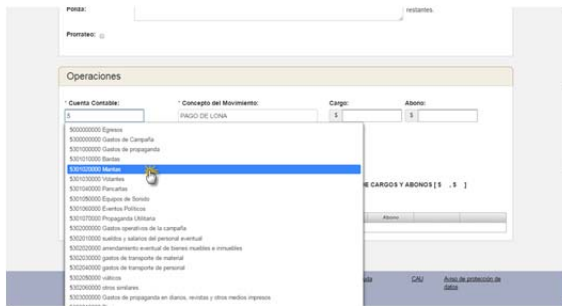 Póliza:
restantes.
Prorrateo:
Operaciones
* Cuenta Contable:
* Concepto del Movimiento:
Cargo:
Abono:
5
PAGO DE LONA
$
$
5000000000 Egresos
5300000000 Gastos de Campaña
5301000000 Gastos de propaganda
5301010000 Bardas
5301020000 Mantas
5301030000 Volantes
5301040000 Pancartas
5301050000 Equipos de Sonido
5301060000 Eventos Políticos
5301070000 Propaganda Utilitaria
5302000000 Gastos operativos de la campaña
5302010000 sueldos y salarios del personal eventual
5302020000 arrendamiento eventual de bienes muebles e inmuebles
5302030000 gastos de transporte de material
5302040000 gastos de transporte de personal
5302050000 viáticos
5302060000 otros similares
5303000000 Gastos de propaganda en diarios, revistas y otros medios impresos
DE CARGOS Y ABONOS [ $ , $ ]
Abono
CAU
Aviso de protección de
datos